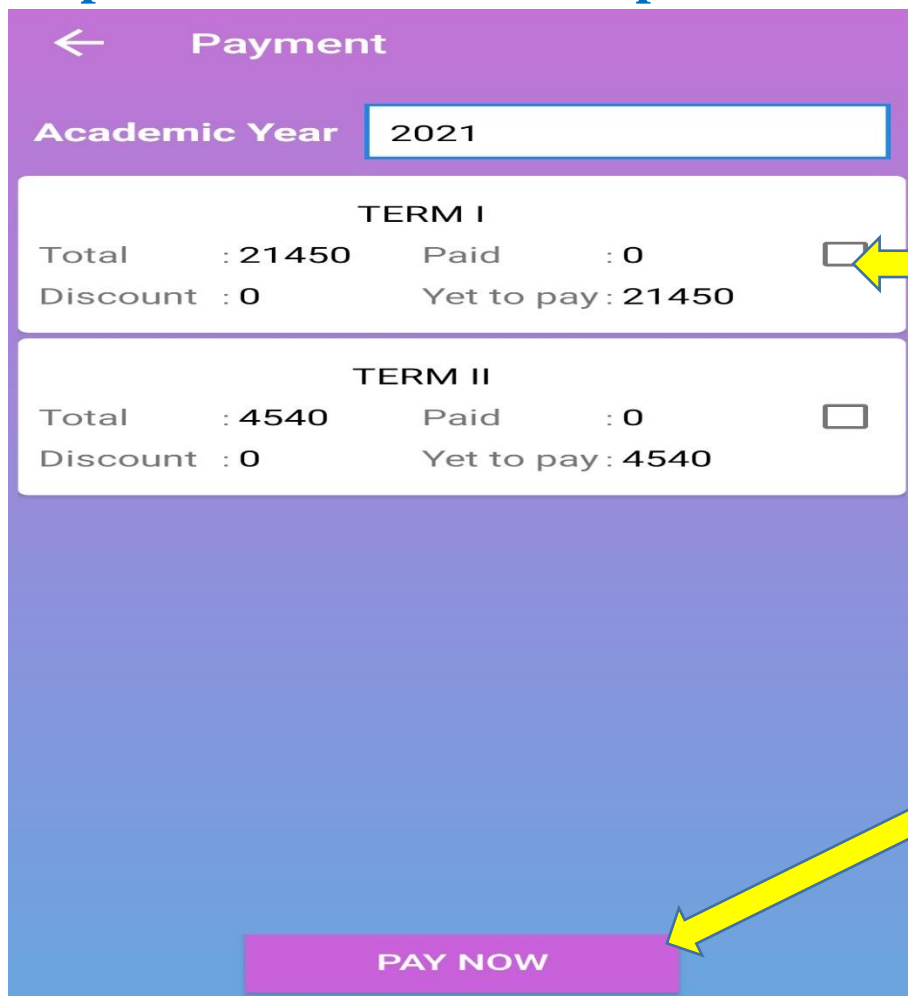 Payment
Academic Year 2021
TERM I
Total : 21450 Paid : 0
Discount : 0 Yet to pay : 21450
TERM II
Total : 4540 Paid : 0
Discount : 0 Yet to pay : 4540
PAY NOW